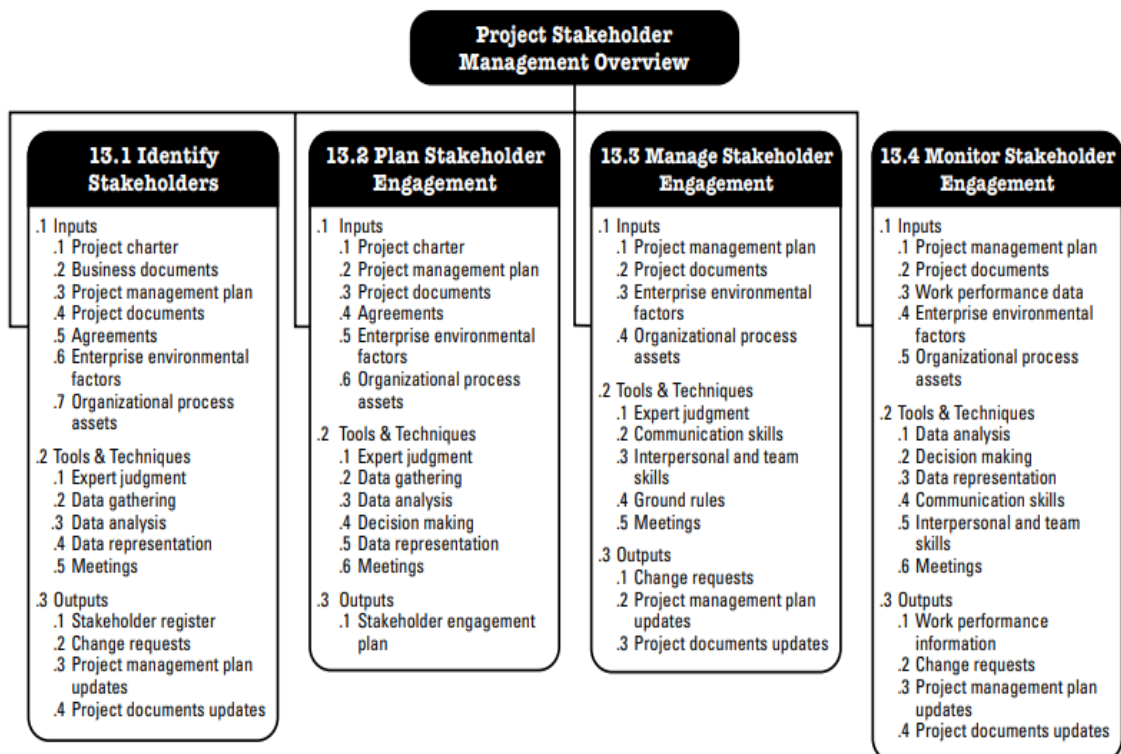 Project Stakeholder
Management Overview
13.1 Identify
Stakeholders
.1 Inputs
.1 Project charter
.2 Business documents
.3 Project management plan
.4 Project documents
.5 Agreements
.6 Enterprise environmental
factors
.7 Organizational process
assets
.2 Tools & Techniques
.1 Expert judgment
.2 Data gathering
.3 Data analysis
.4 Data representation
.5 Meetings
.3 Outputs
.1 Stakeholder register
.2 Change requests
.3 Project management plan
updates
.4 Project documents updates
13.2 Plan Stakeholder
Engagement
.1 Inputs
.1 Project charter
.2 Project management plan
.3 Project documents
.4 Agreements
.5 Enterprise environmental
factors
.6 Organizational process
assets
.2 Tools & Techniques
.1 Expert judgment
.2 Data gathering
.3 Data analysis
.4 Decision making
.5 Data representation
.6 Meetings
.3 Outputs
.1 Stakeholder engagement
plan
13.3 Manage Stakeholder
Engagement
.1 Inputs
.1 Project management plan
.2 Project documents
.3 Enterprise environmental
factors
.4 Organizational process
assets
.2 Tools & Techniques
.1 Expert judgment
.2 Communication skills
.3 Interpersonal and team
skills
.4 Ground rules
.5 Meetings
.3 Outputs
.1 Change requests
.2 Project management plan
updates
.3 Project documents updates
13.4 Monitor Stakeholder
Engagement
.1 Inputs
.1 Project management plan
.2 Project documents
.3 Work performance data
.4 Enterprise environmental
factors
.5 Organizational process
assets
.2 Tools & Techniques
.1 Data analysis
.2 Decision making
.3 Data representation
.4 Communication skills
.5 Interpersonal and team
skills
.6 Meetings
.3 Outputs
.1 Work performance
information
.2 Change requests
.3 Project management plan
updates
.4 Project documents updates